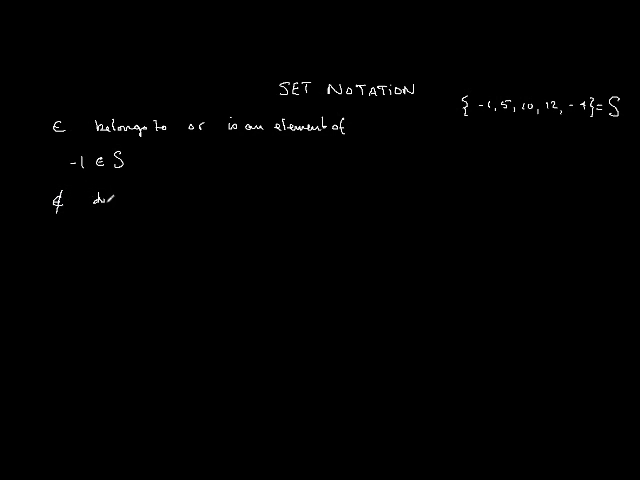 SET NOTATION
{ -1, 5, 10, 12, -4 } = S
∈ belongs to or is an element of
-1 ∈ S
∉